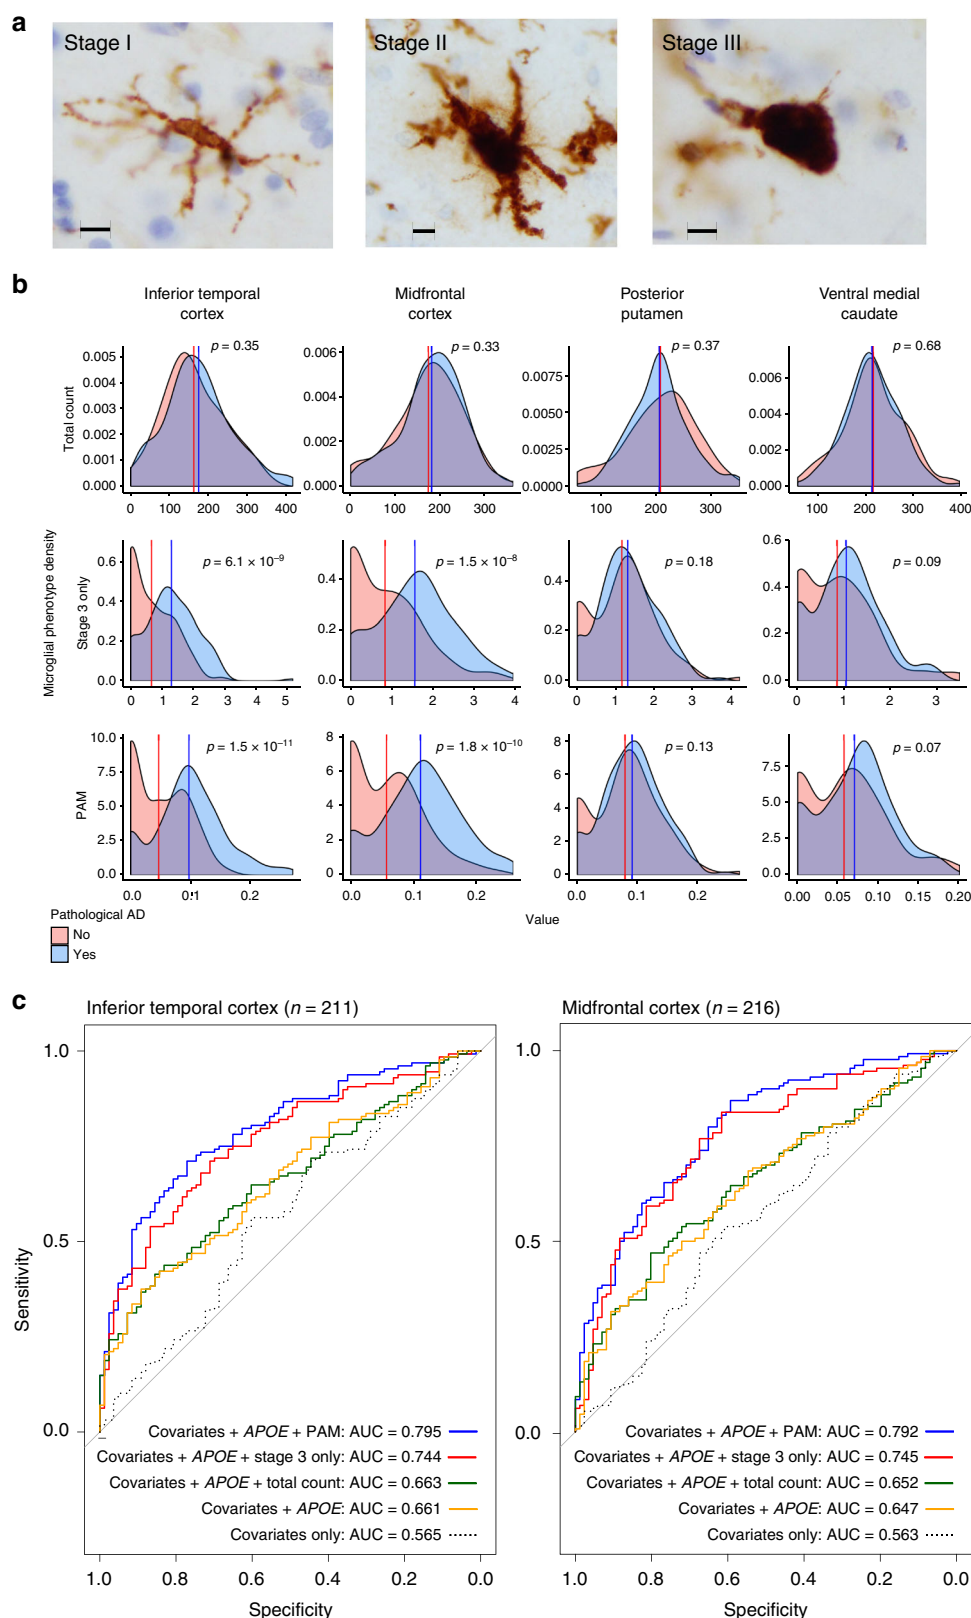 a
Stage I
Stage II
Stage III
b
Inferior temporal
cortex
Midfrontal
cortex
Posterior
putamen
Ventral medial
caudate
Microglial phenotype density
Total count
p = 0.35
p = 0.33
p = 0.37
p = 0.68
0.005
0.004
0.003
0.002
0.001
0.000
0 100 200 300 400
0.006
0.004
0.002
0.000
0 100 200 300
0.0075
0.0050
0.0025
0.0000
100 200 300
0.006
0.004
0.002
0.000
100 200 300 400
Stage 3 only
p = 6.1 × 10⁻⁹
p = 1.5 × 10⁻⁸
p = 0.18
p = 0.09
0.6
0.4
0.2
0.0
0 1 2 3 4 5
0.4
0.2
0.0
0 1 2 3 4
0.4
0.2
0.0
0 1 2 3 4
0.6
0.4
0.2
0.0
0 1 2 3
PAM
p = 1.5 × 10⁻¹¹
p = 1.8 × 10⁻¹⁰
p = 0.13
p = 0.07
10.0
7.5
5.0
2.5
0.0
0.0 0.1 0.2
8
6
4
2
0
0.0 0.1 0.2
8
6
4
2
0
0.0 0.1 0.2
7.5
5.0
2.5
0.0
0.00 0.05 0.10 0.15 0.20
Value
Pathological AD
No
Yes
c
Inferior temporal cortex (n = 211)
Sensitivity
1.0
0.5
0.0
Covariates + APOE + PAM: AUC = 0.795
Covariates + APOE + stage 3 only: AUC = 0.744
Covariates + APOE + total count: AUC = 0.663
Covariates + APOE: AUC = 0.661
Covariates only: AUC = 0.565
1.0 0.8 0.6 0.4 0.2 0.0
Specificity
Midfrontal cortex (n = 216)
1.0
0.5
0.0
Covariates + APOE + PAM: AUC = 0.792
Covariates + APOE + stage 3 only: AUC = 0.745
Covariates + APOE + total count: AUC = 0.652
Covariates + APOE: AUC = 0.647
Covariates only: AUC = 0.563
1.0 0.8 0.6 0.4 0.2 0.0
Specificity